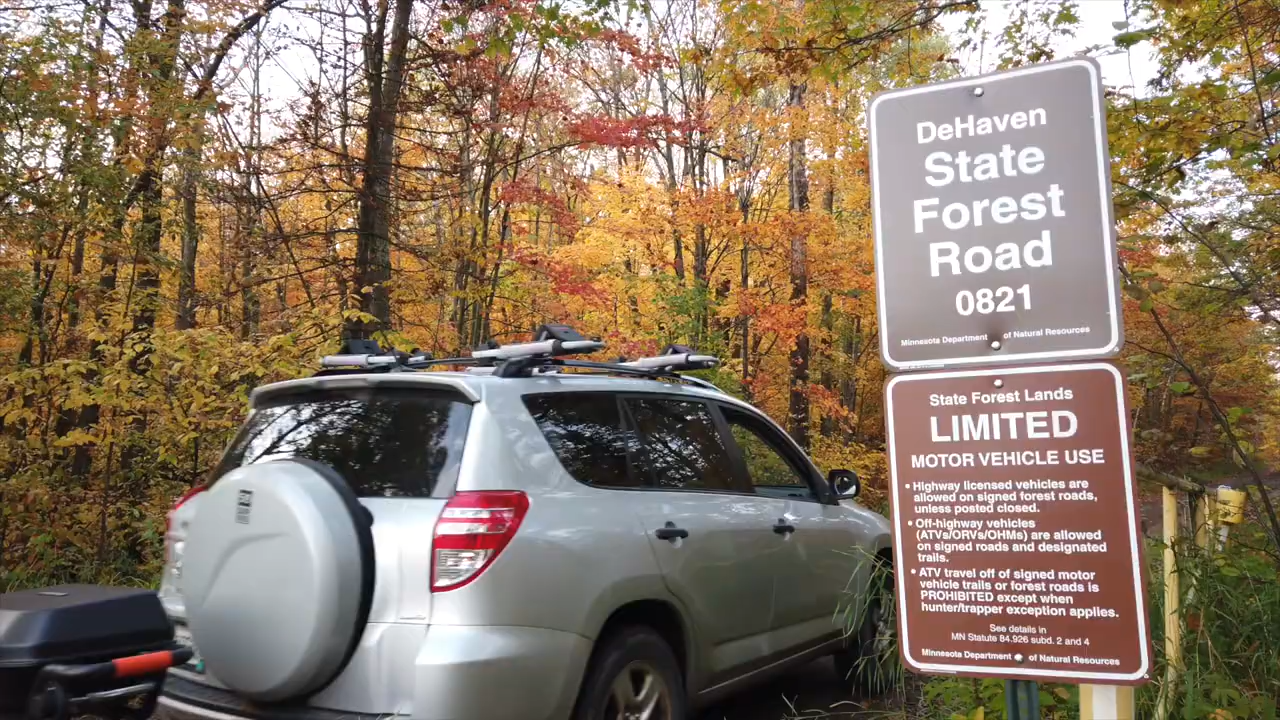 DeHaven
State
Forest
Road
0821
Minnesota Department of Natural Resources
State Forest Lands
LIMITED
MOTOR VEHICLE USE
• Highway licensed vehicles are
allowed on signed forest roads,
unless posted closed.
• Off-highway vehicles
(ATVs/ORVs/OHMs) are allowed
on signed roads and designated
trails.
• ATV travel off of signed motor
vehicle trails or forest roads is
PROHIBITED except when
hunter/trapper exception applies.
See details in
MN Statute 84.926 subd. 2 and 4
Minnesota Department of Natural Resources